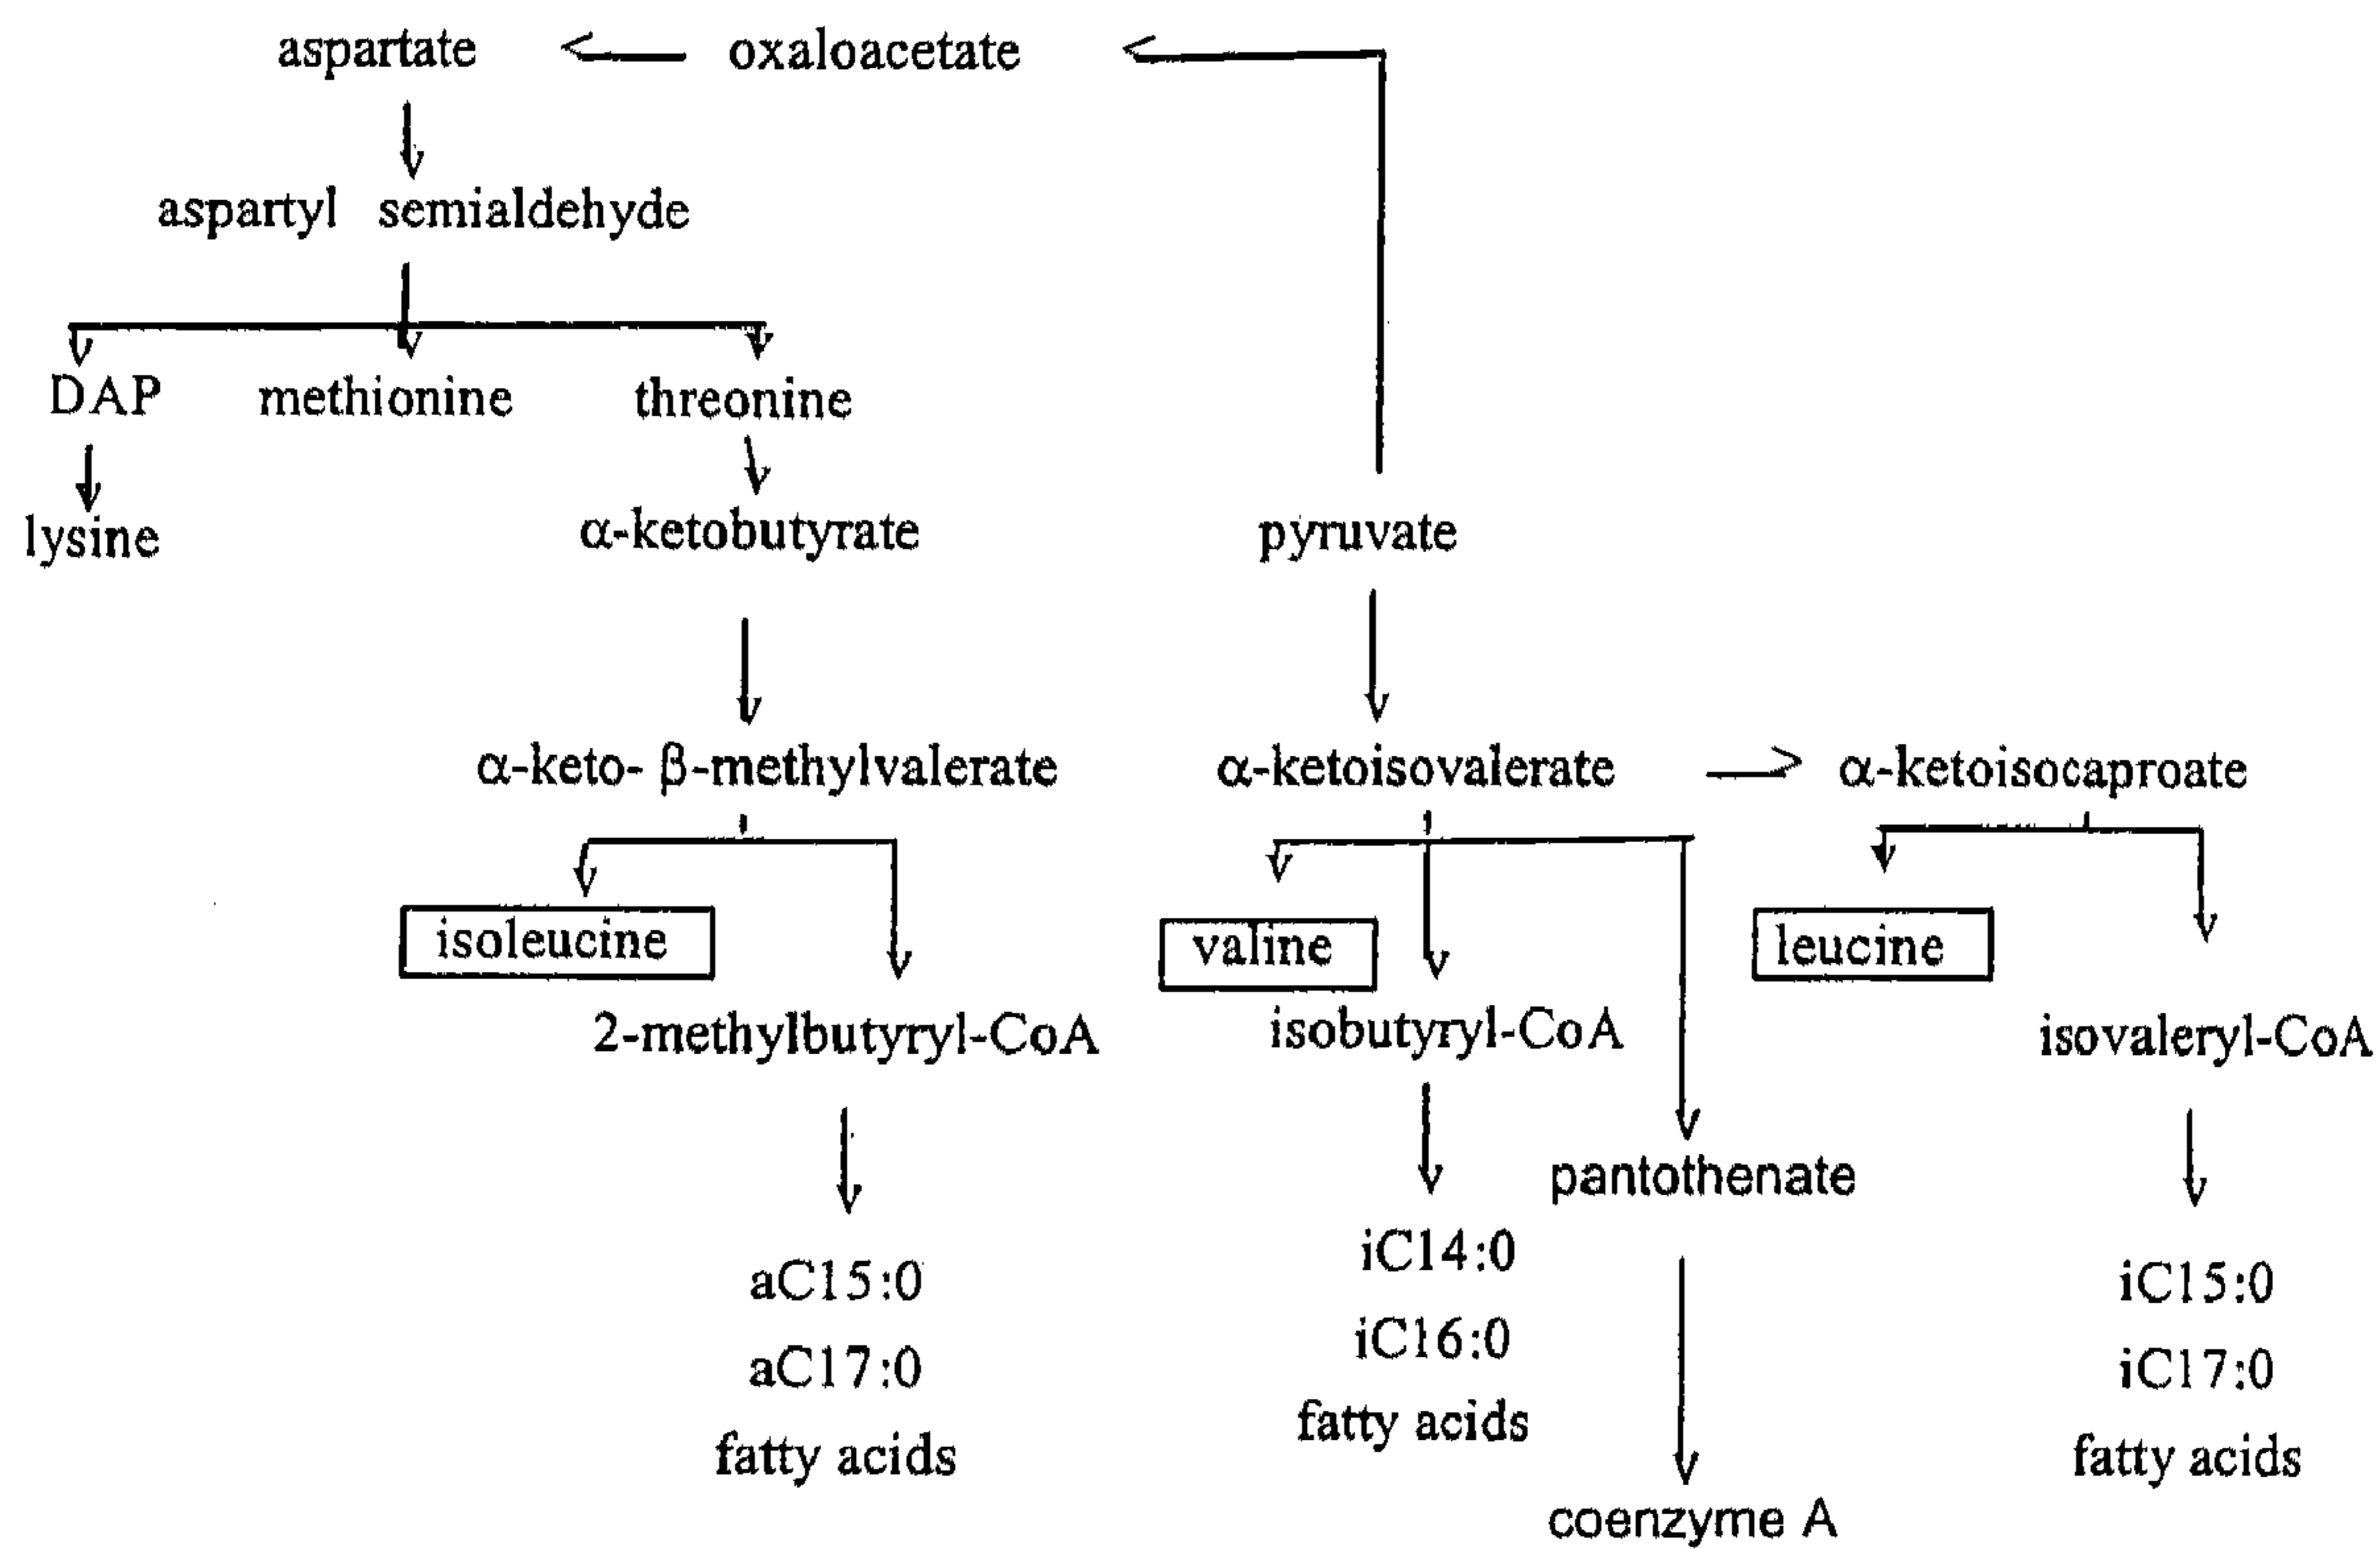 aspartate
oxaloacetate
aspartyl semialdehyde
DAP
methionine
threonine
lysine
α-ketobutyrate
pyruvate
α-keto- β-methylvalerate
α-ketoisovalerate
α-ketoisocaproate
isoleucine
valine
leucine
2-methylbutyryl-CoA
isobutyryl-CoA
isovaleryl-CoA
pantothenate
aC15:0
aC17:0
fatty acids
iC14:0
iC16:0
fatty acids
iC15:0
iC17:0
fatty acids
coenzyme A